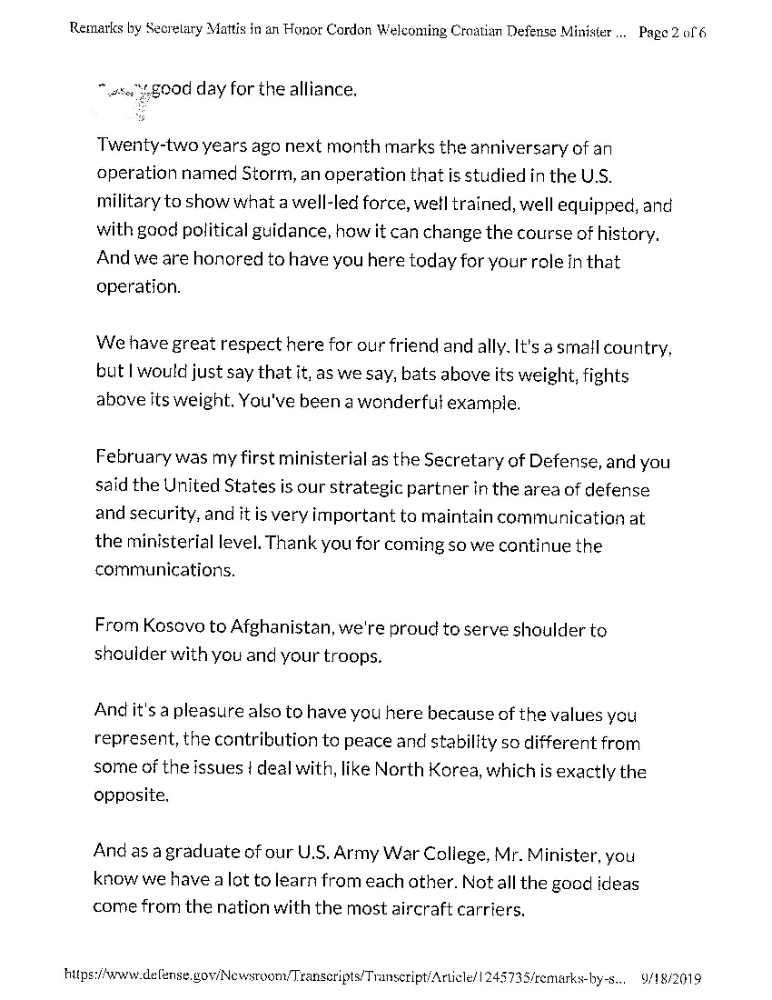 Remarks by Secretary Mattis in an Honor Cordon Welcoming Croatian Defense Minister ... Page 2 of 6
good day for the alliance.
Twenty-two years ago next month marks the anniversary of an
operation named Storm, an operation that is studied in the U.S.
military to show what a well-led force, well trained, well equipped, and
with good political guidance, how it can change the course of history.
And we are honored to have you here today for your role in that
operation.
We have great respect here for our friend and ally. It's a small country,
but I would just say that it, as we say, bats above its weight, fights
above its weight. You've been a wonderful example.
February was my first ministerial as the Secretary of Defense, and you
said the United States is our strategic partner in the area of defense
and security, and it is very important to maintain communication at
the ministerial level. Thank you for coming so we continue the
communications.
From Kosovo to Afghanistan, we're proud to serve shoulder to
shoulder with you and your troops.
And it's a pleasure also to have you here because of the values you
represent, the contribution to peace and stability so different from
some of the issues I deal with, like North Korea, which is exactly the
opposite.
And as a graduate of our U.S. Army War College, Mr. Minister, you
know we have a lot to learn from each other. Not all the good ideas
come from the nation with the most aircraft carriers.
https://www.defense.gov/Newsroom/Transcripts/Transcript/Article/1245735/remarks-by-s... 9/18/2019